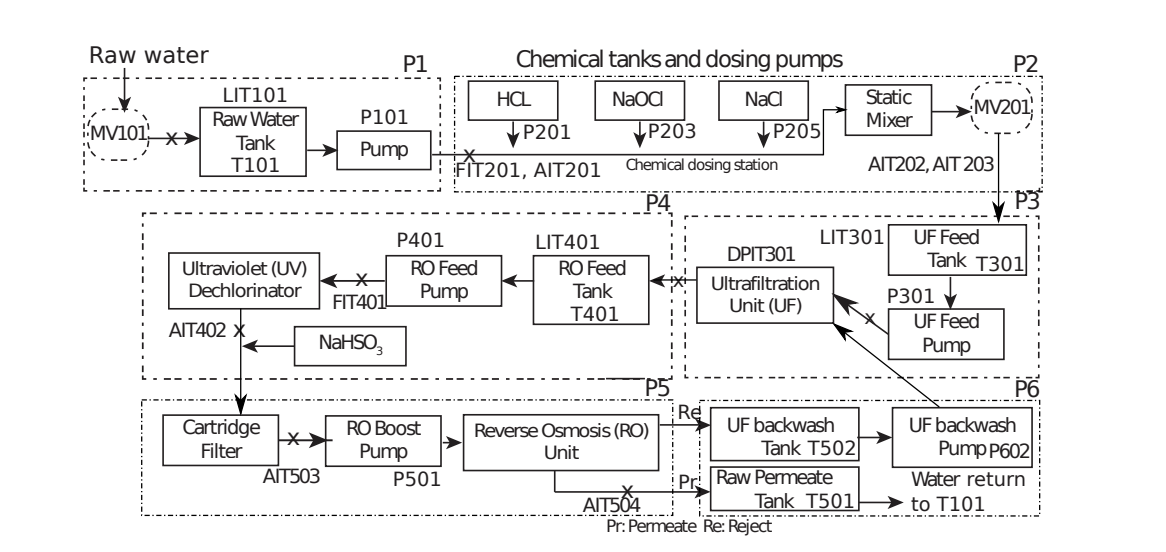 Raw water
P1
Chemical tanks and dosing pumps
P2
MV101
x
LIT101
Raw Water
Tank
T101
P101
Pump
x
FIT201, AIT201
HCL
P201
NaOCl
P203
NaCl
P205
Chemical dosing station
Static
Mixer
MV201
AIT202, AIT 203
P3
LIT301
UF Feed
Tank T301
P301
UF Feed
Pump
x
DPIT301
Ultrafiltration
Unit (UF)
x
P4
LIT401
RO Feed
Tank
T401
P401
RO Feed
Pump
x
FIT401
Ultraviolet (UV)
Dechlorinator
AIT402 x
NaHSO3
P5
Cartridge
Filter
x
AIT503
RO Boost
Pump
P501
Reverse Osmosis (RO)
Unit
x
AIT504
Re
Pr
P6
UF backwash
Tank T502
UF backwash
Pump P602
Raw Permeate
Tank T501
Water return
to T101
Pr: Permeate Re: Reject